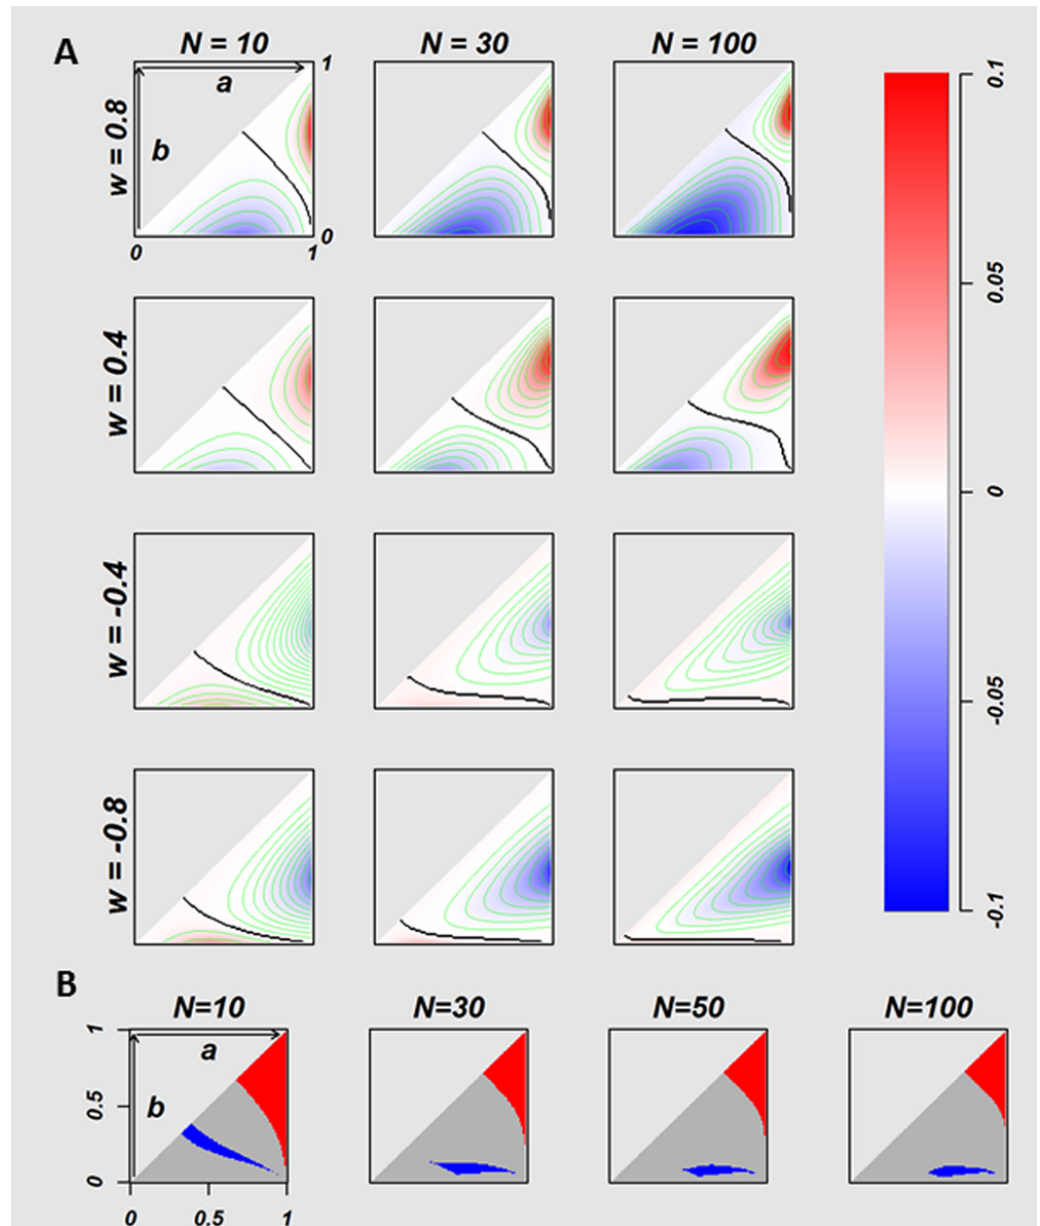 A
N = 10 N = 30 N = 100
w = 0.8
a
b
1
0
0 1
w = 0.4
w = -0.4
w = -0.8
0.1
0.05
0
-0.05
-0.1
B
N=10 N=30 N=50 N=100
a
b
1
0.5
0
0 0.5 1